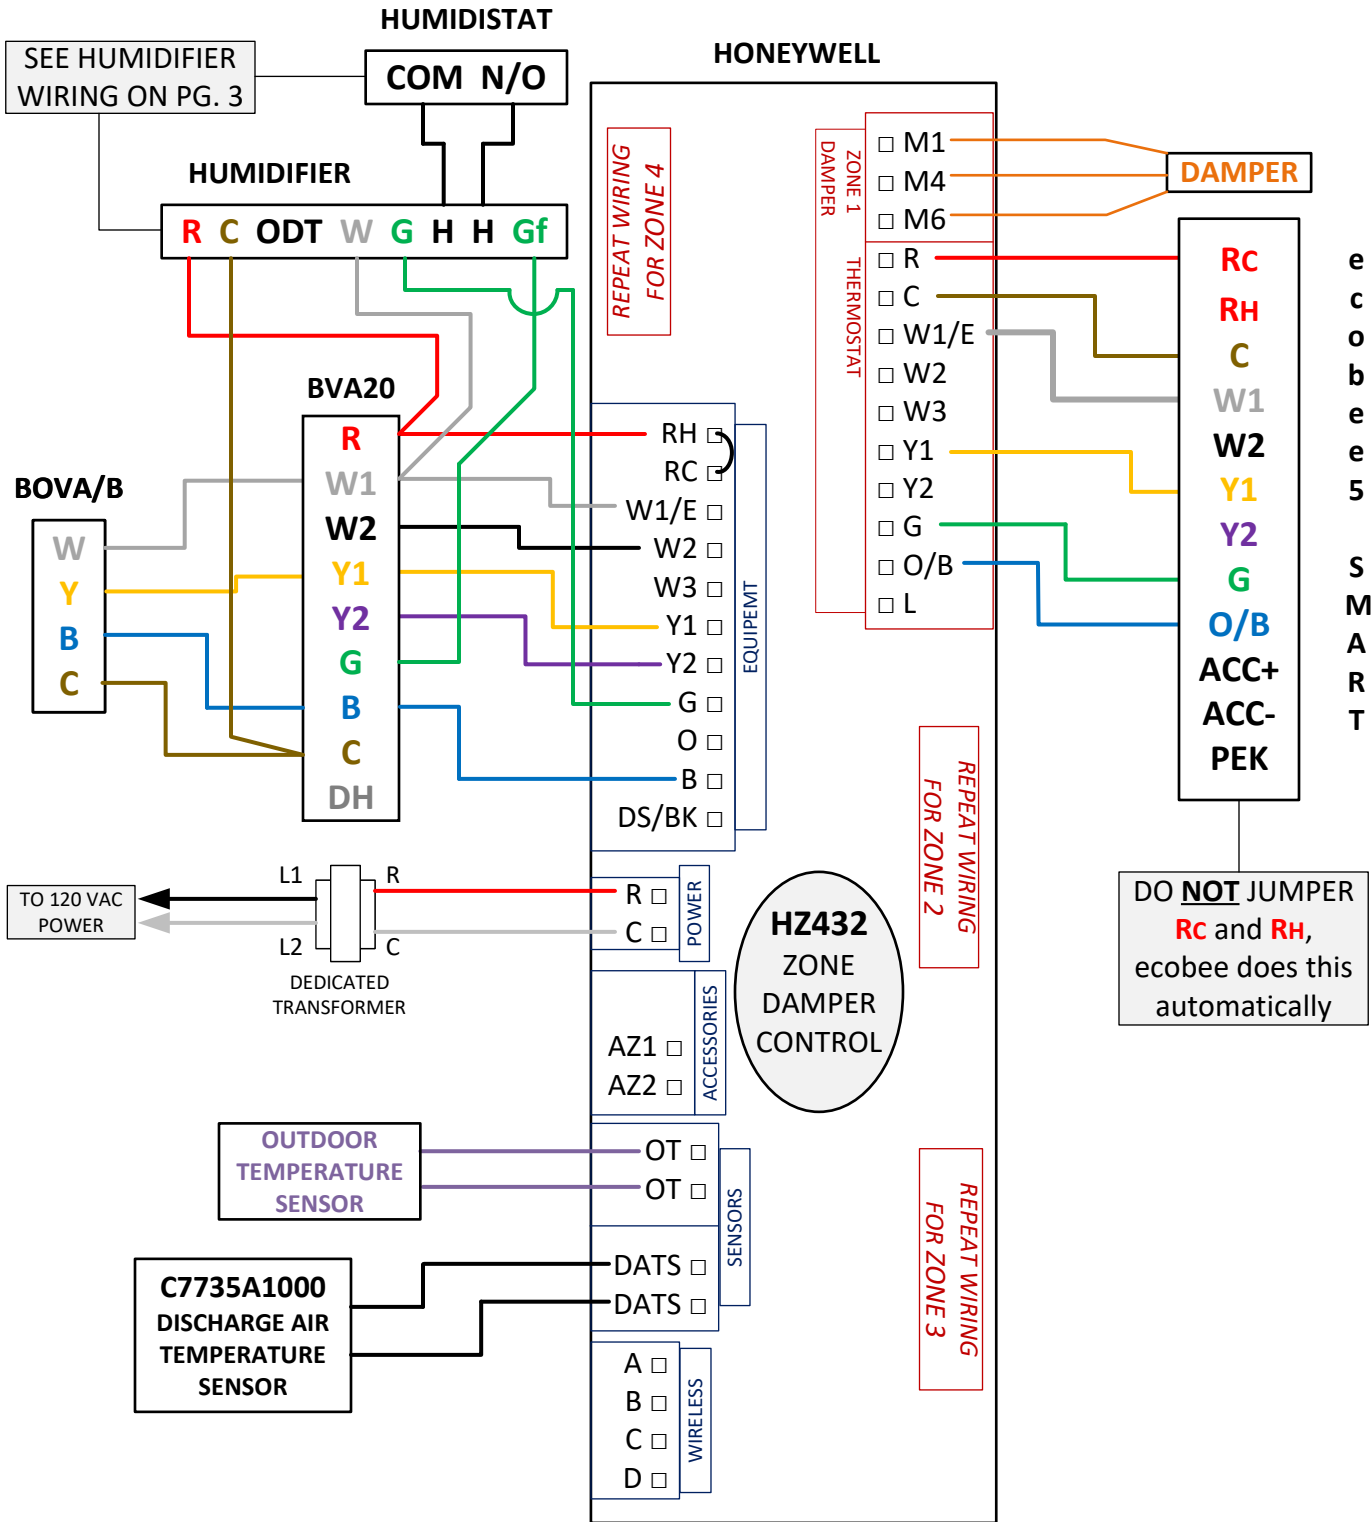 HUMIDISTAT
SEE HUMIDIFIER
WIRING ON PG. 3
COM N/O
HUMIDIFIER
R C ODT W G H H Gf
BVA20
R
W1
W2
Y1
Y2
G
B
C
DH
BOVA/B
W
Y
B
C
L1
R
L2
C
TO 120 VAC
POWER
DEDICATED
TRANSFORMER
OUTDOOR
TEMPERATURE
SENSOR
C7735A1000
DISCHARGE AIR
TEMPERATURE
SENSOR
HONEYWELL
REPEAT WIRING
FOR ZONE 4
RH
RC
W1/E
W2
W3
Y1
Y2
G
O
B
DS/BK
EQUIPEMT
R
C
POWER
AZ1
AZ2
ACCESSORIES
OT
OT
DATS
DATS
SENSORS
A
B
C
D
WIRELESS
HZ432
ZONE
DAMPER
CONTROL
ZONE 1
DAMPER
M1
M4
M6
THERMOSTAT
R
C
W1/E
W2
W3
Y1
Y2
G
O/B
L
REPEAT WIRING
FOR ZONE 2
REPEAT WIRING
FOR ZONE 3
DAMPER
RC
RH
C
W1
W2
Y1
Y2
G
O/B
ACC+
ACC-
PEK
ecobee5 SMART
DO NOT JUMPER
RC and RH,
ecobee does this
automatically